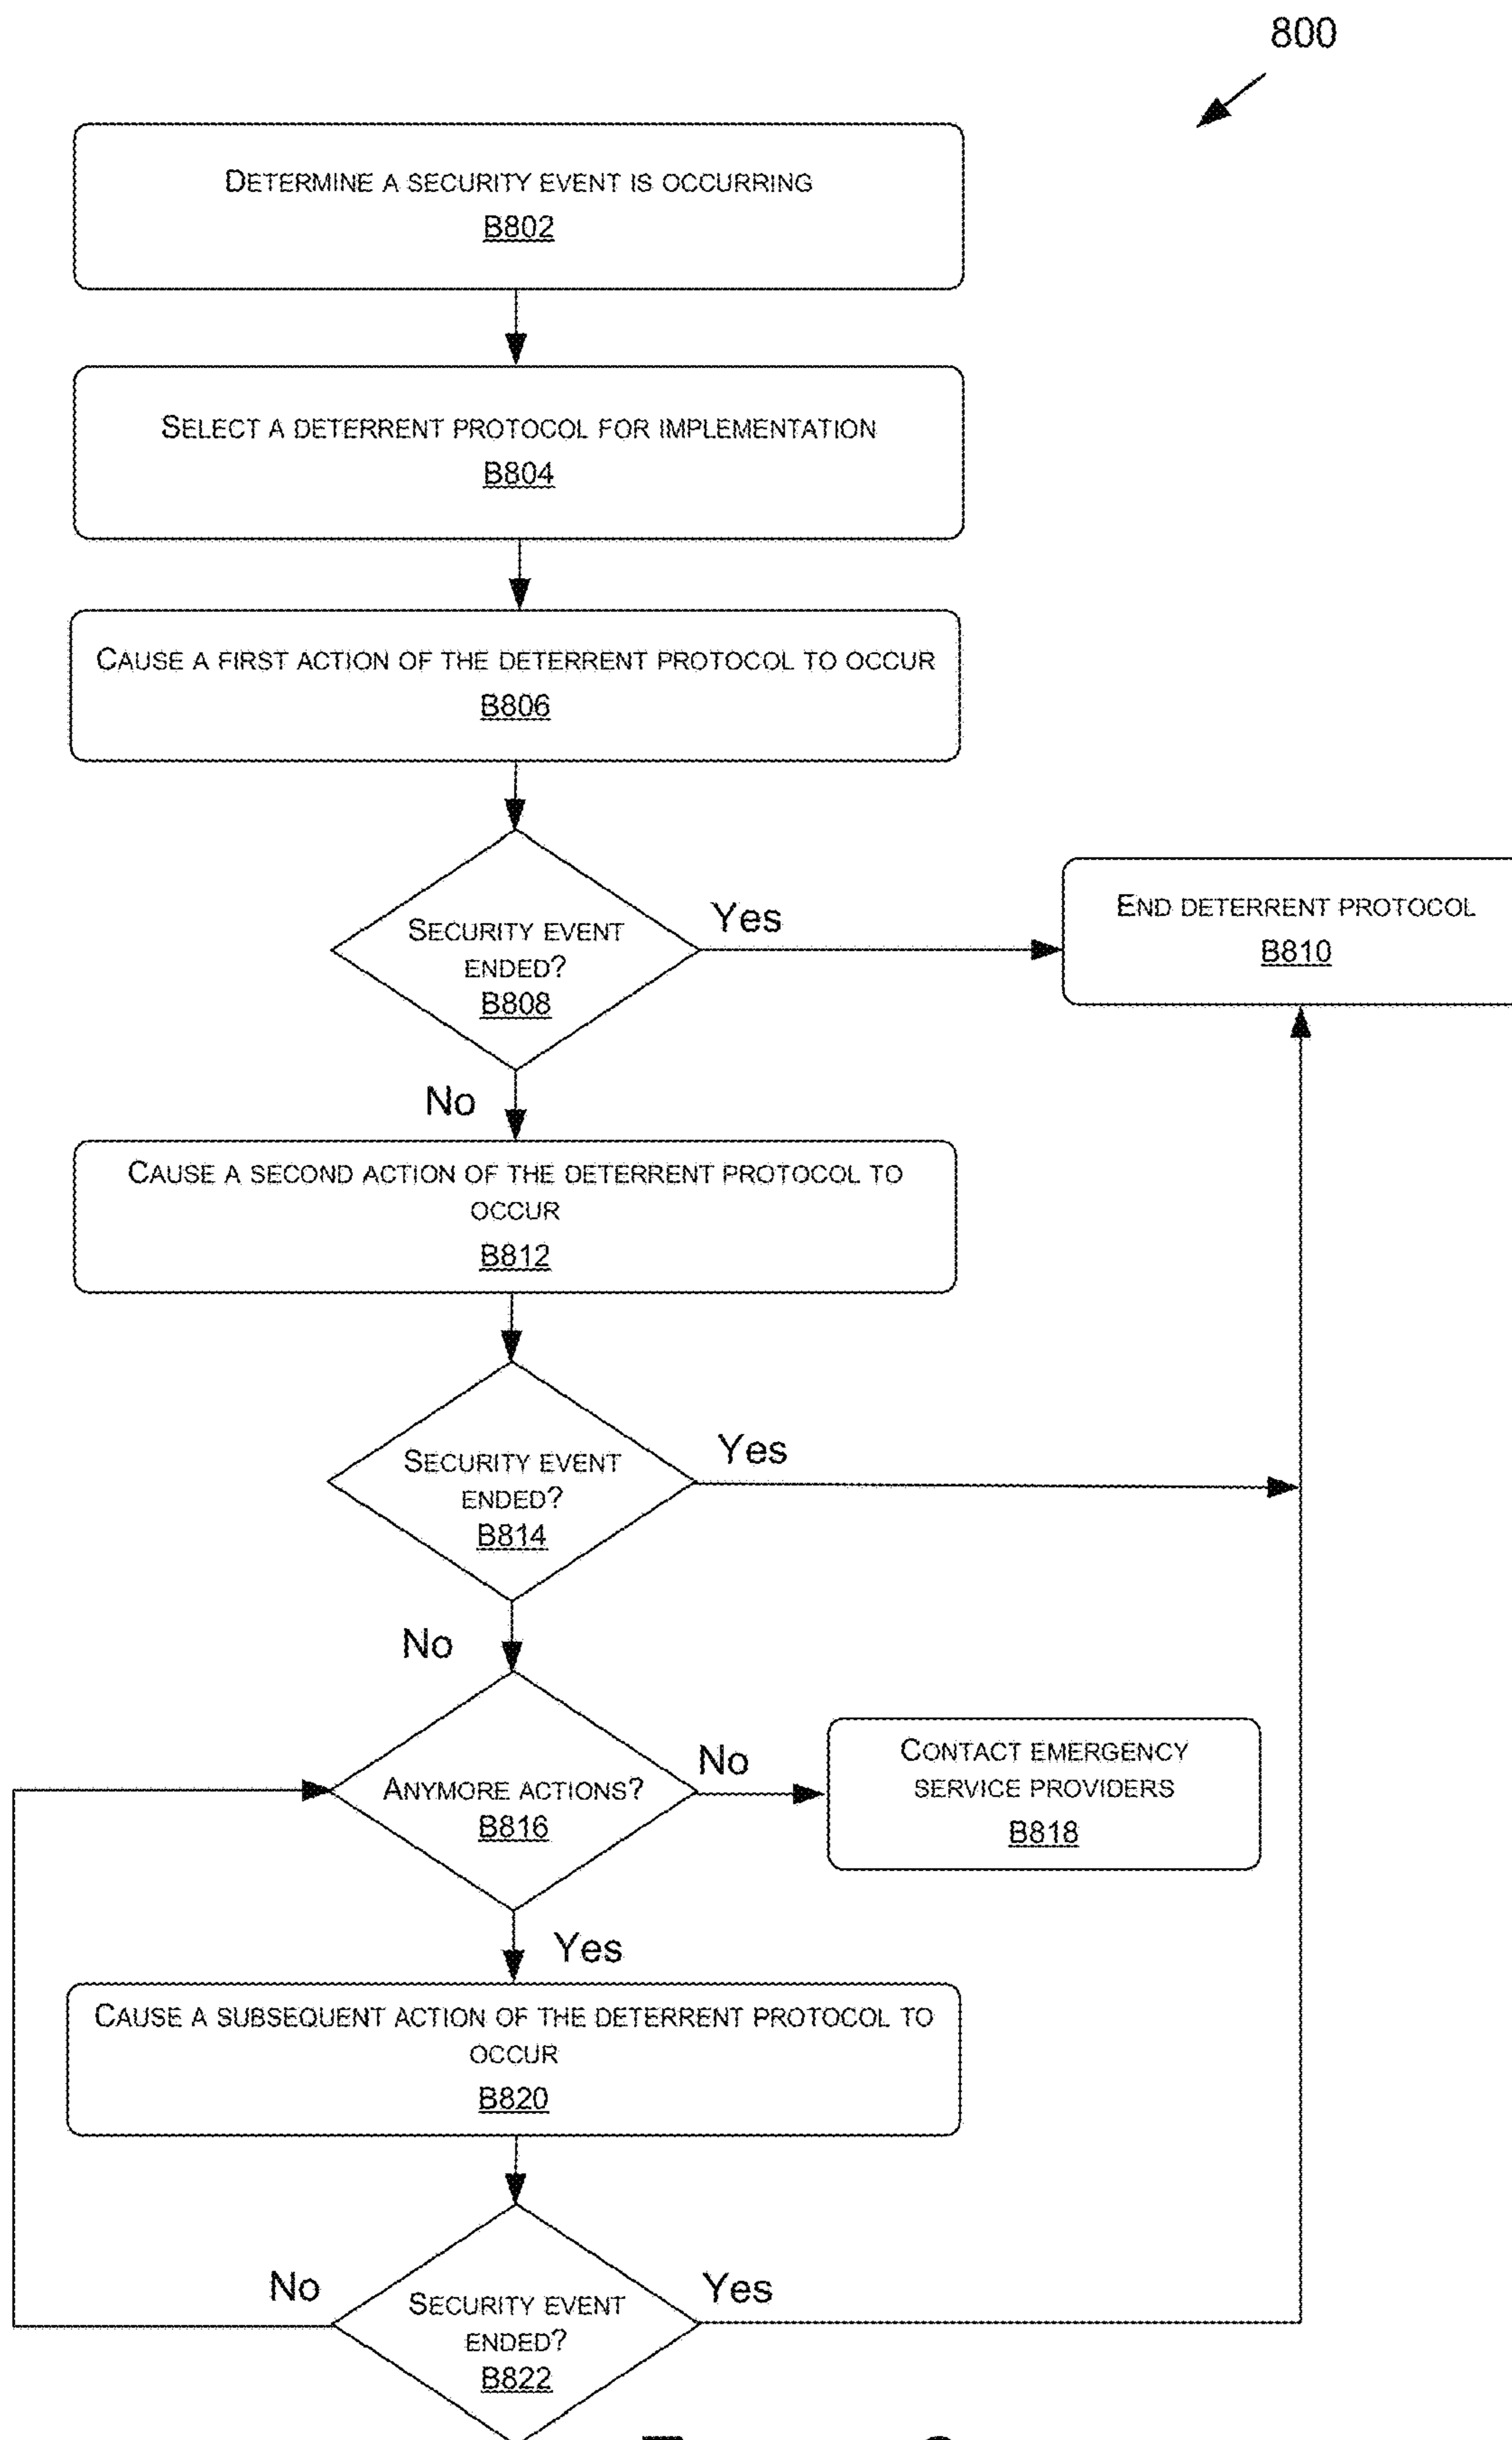 800
DETERMINE A SECURITY EVENT IS OCCURRING
B802
SELECT A DETERRENT PROTOCOL FOR IMPLEMENTATION
B804
CAUSE A FIRST ACTION OF THE DETERRENT PROTOCOL TO OCCUR
B806
SECURITY EVENT
ENDED?
B808
Yes
END DETERRENT PROTOCOL
B810
No
CAUSE A SECOND ACTION OF THE DETERRENT PROTOCOL TO
OCCUR
B812
SECURITY EVENT
ENDED?
B814
Yes
No
ANYMORE ACTIONS?
B816
No
CONTACT EMERGENCY
SERVICE PROVIDERS
B818
Yes
CAUSE A SUBSEQUENT ACTION OF THE DETERRENT PROTOCOL TO
OCCUR
B820
No
SECURITY EVENT
ENDED?
B822
Yes